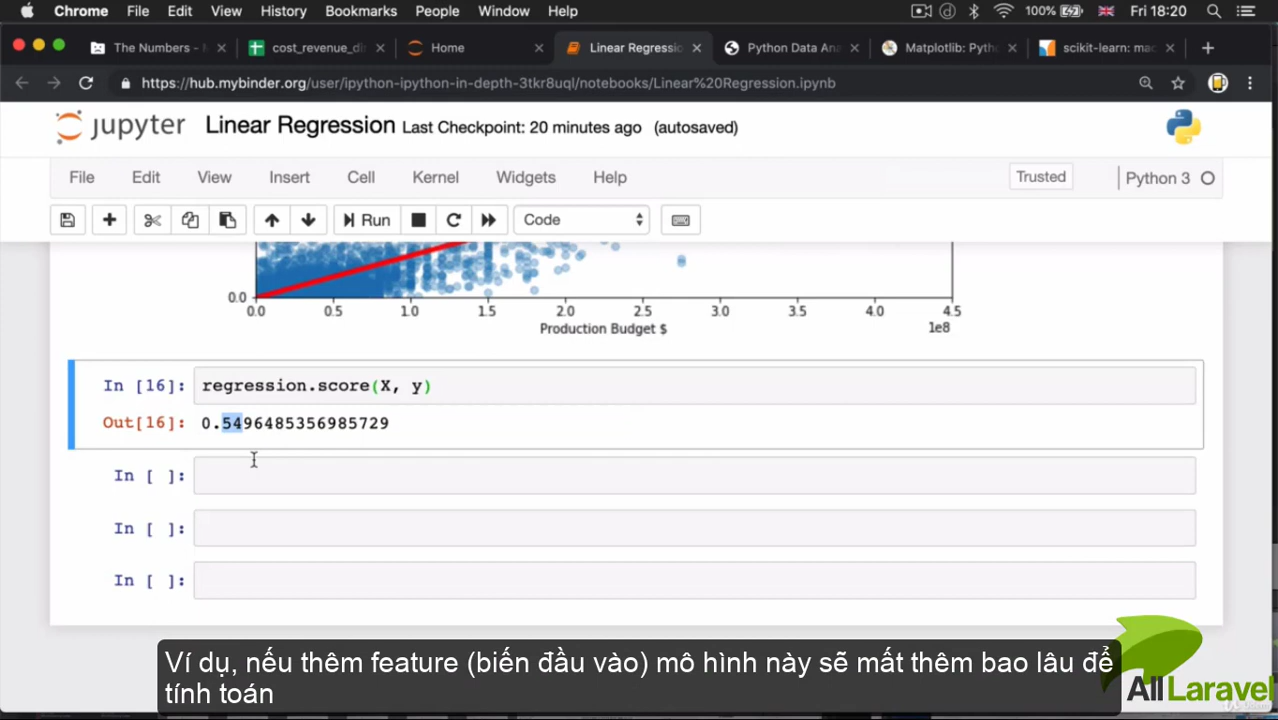 Chrome File Edit View History Bookmarks People Window Help 100% Fri 18:20
The Numbers - cost_revenue_di Home Linear Regressio Python Data An Matplotlib: Pyth scikit-learn: mac
https://hub.mybinder.org/user/ipython-ipython-in-depth-3tkr8uql/notebooks/Linear%20Regression.ipynb
jupyter Linear Regression Last Checkpoint: 20 minutes ago (autosaved)
File Edit View Insert Cell Kernel Widgets Help Trusted Python 3
Run Code
0.0
0.0 0.5 1.0 1.5 2.0 2.5 3.0 3.5 4.0 4.5
Production Budget $ 1e8
In [16]: regression.score(X, y)
Out[16]: 0.5496485356985729
In [ ]:
In [ ]:
In [ ]:
Ví dụ, nếu thêm feature (biến đầu vào) mô hình này sẽ mất thêm bao lâu để
tính toán
AllLaravel